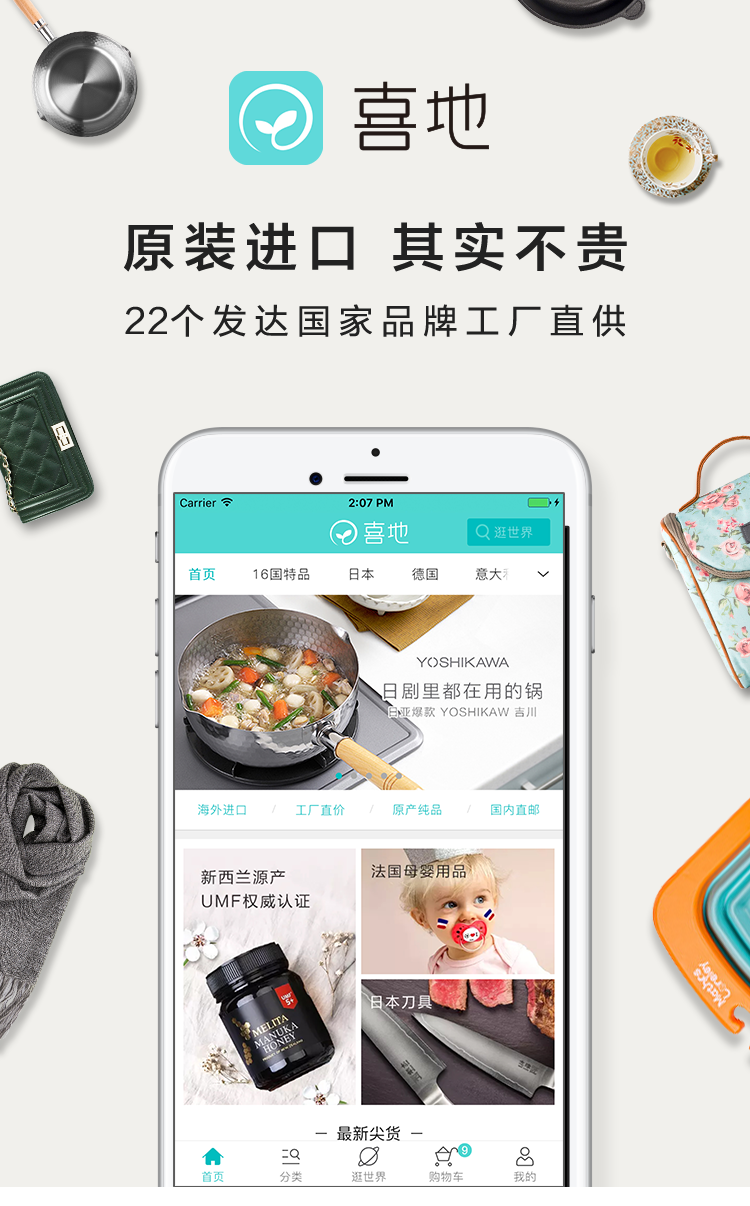 喜地
原装进口 其实不贵
22个发达国家品牌工厂直供
Carrier 2:07 PM
喜地 逛世界
首页 16国特品 日本 德国 意大利
YOSHIKAWA
日剧里都在用的锅
日亚爆款 YOSHIKAW 吉川
海外进口 / 工厂直价 / 原产纯品 / 国内直邮
新西兰源产
UMF权威认证
法国母婴用品
日本刀具
UMF
5+
MELITA
MANUKA
HONEY
最新尖货
9
首页 分类 逛世界 购物车 我的